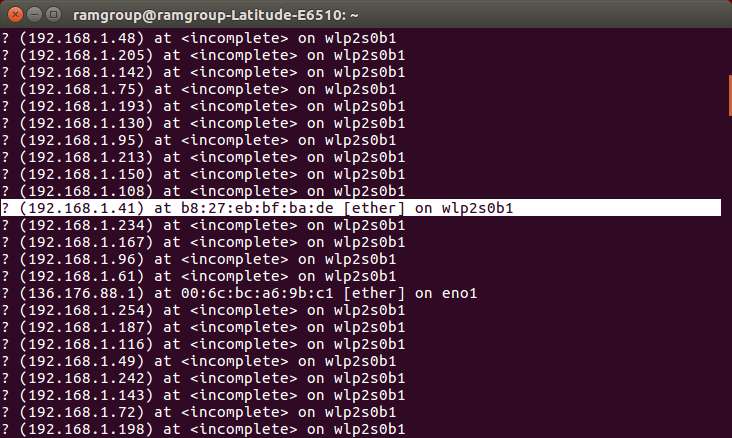 ramgroup@ramgroup-Latitude-E6510: ~
? (192.168.1.48) at <incomplete> on wlp2s0b1
? (192.168.1.205) at <incomplete> on wlp2s0b1
? (192.168.1.142) at <incomplete> on wlp2s0b1
? (192.168.1.75) at <incomplete> on wlp2s0b1
? (192.168.1.193) at <incomplete> on wlp2s0b1
? (192.168.1.130) at <incomplete> on wlp2s0b1
? (192.168.1.95) at <incomplete> on wlp2s0b1
? (192.168.1.213) at <incomplete> on wlp2s0b1
? (192.168.1.150) at <incomplete> on wlp2s0b1
? (192.168.1.108) at <incomplete> on wlp2s0b1
? (192.168.1.41) at b8:27:eb:bf:ba:de [ether] on wlp2s0b1
? (192.168.1.234) at <incomplete> on wlp2s0b1
? (192.168.1.167) at <incomplete> on wlp2s0b1
? (192.168.1.96) at <incomplete> on wlp2s0b1
? (192.168.1.61) at <incomplete> on wlp2s0b1
? (136.176.88.1) at 00:6c:bc:a6:9b:c1 [ether] on eno1
? (192.168.1.254) at <incomplete> on wlp2s0b1
? (192.168.1.187) at <incomplete> on wlp2s0b1
? (192.168.1.116) at <incomplete> on wlp2s0b1
? (192.168.1.49) at <incomplete> on wlp2s0b1
? (192.168.1.242) at <incomplete> on wlp2s0b1
? (192.168.1.143) at <incomplete> on wlp2s0b1
? (192.168.1.72) at <incomplete> on wlp2s0b1
? (192.168.1.198) at <incomplete> on wlp2s0b1